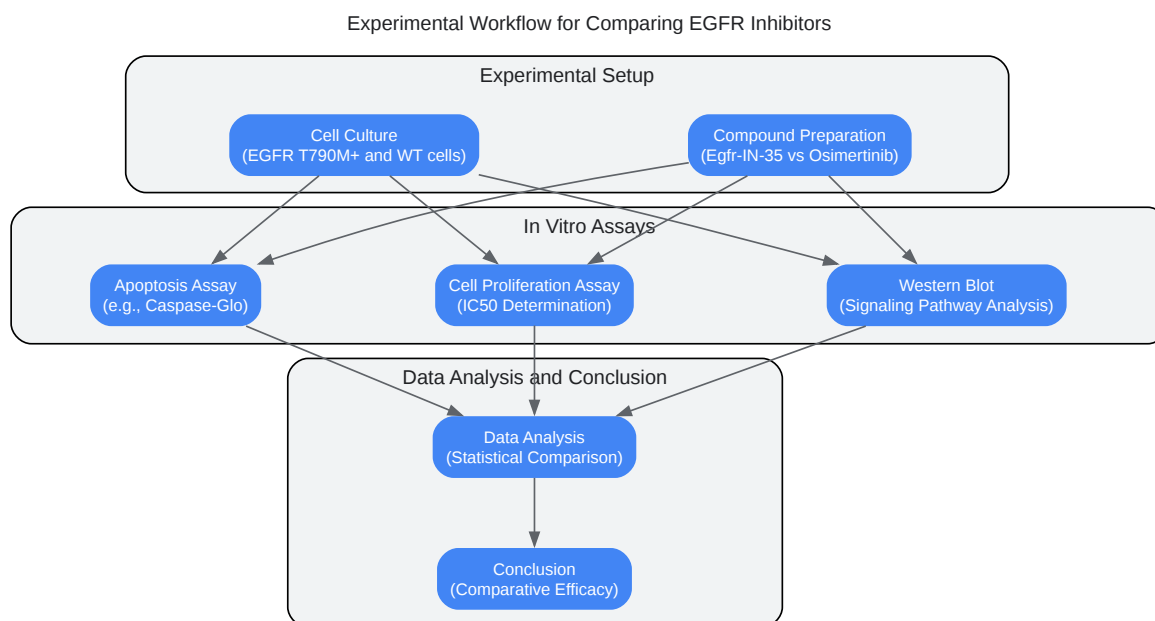 Experimental Workflow for Comparing EGFR Inhibitors
Experimental Setup
Cell Culture
(EGFR T790M+ and WT cells)
Compound Preparation
(Egfr-IN-35 vs Osimertinib)
In Vitro Assays
Apoptosis Assay
(e.g., Caspase-Glo)
Cell Proliferation Assay
(IC50 Determination)
Western Blot
(Signaling Pathway Analysis)
Data Analysis and Conclusion
Data Analysis
(Statistical Comparison)
Conclusion
(Comparative Efficacy)